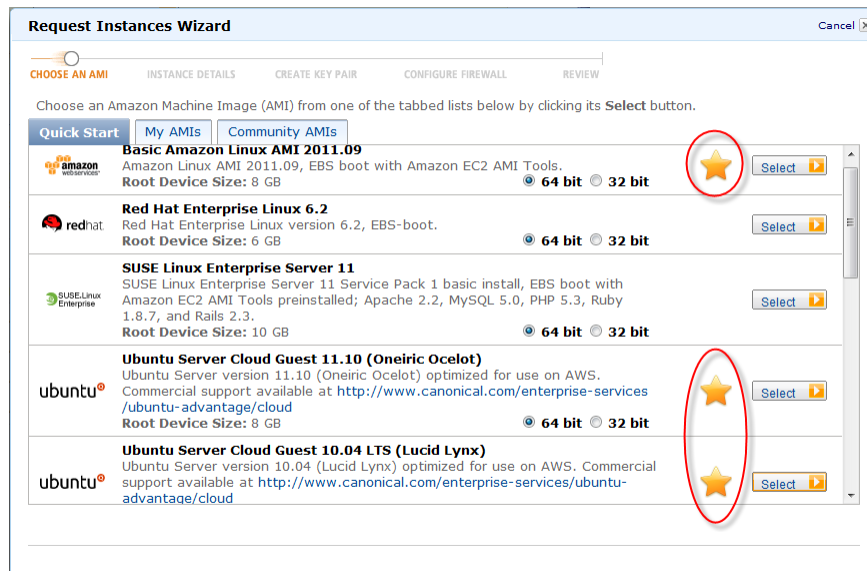 Request Instances Wizard
Cancel
CHOOSE AN AMI INSTANCE DETAILS CREATE KEY PAIR CONFIGURE FIREWALL REVIEW
Choose an Amazon Machine Image (AMI) from one of the tabbed lists below by clicking its Select button.
Quick Start My AMIs Community AMIs
Basic Amazon Linux AMI 2011.09
amazon
webservices
Amazon Linux AMI 2011.09, EBS boot with Amazon EC2 AMI Tools.
Root Device Size: 8 GB 64 bit 32 bit
Select
Red Hat Enterprise Linux 6.2
redhat
Red Hat Enterprise Linux version 6.2, EBS-boot.
Root Device Size: 6 GB 64 bit 32 bit
Select
SUSE Linux Enterprise Server 11
SUSE Linux Enterprise Server 11 Service Pack 1 basic install, EBS boot with
SUSE.Linux
Enterprise
Amazon EC2 AMI Tools preinstalled; Apache 2.2, MySQL 5.0, PHP 5.3, Ruby
1.8.7, and Rails 2.3.
Root Device Size: 10 GB 64 bit 32 bit
Select
Ubuntu Server Cloud Guest 11.10 (Oneiric Ocelot)
Ubuntu Server version 11.10 (Oneiric Ocelot) optimized for use on AWS.
ubuntu
Commercial support available at http://www.canonical.com/enterprise-services
/ubuntu-advantage/cloud
Root Device Size: 8 GB 64 bit 32 bit
Select
Ubuntu Server Cloud Guest 10.04 LTS (Lucid Lynx)
Ubuntu Server version 10.04 (Lucid Lynx) optimized for use on AWS. Commercial
ubuntu
support available at http://www.canonical.com/enterprise-services/ubuntu-
advantage/cloud
Select